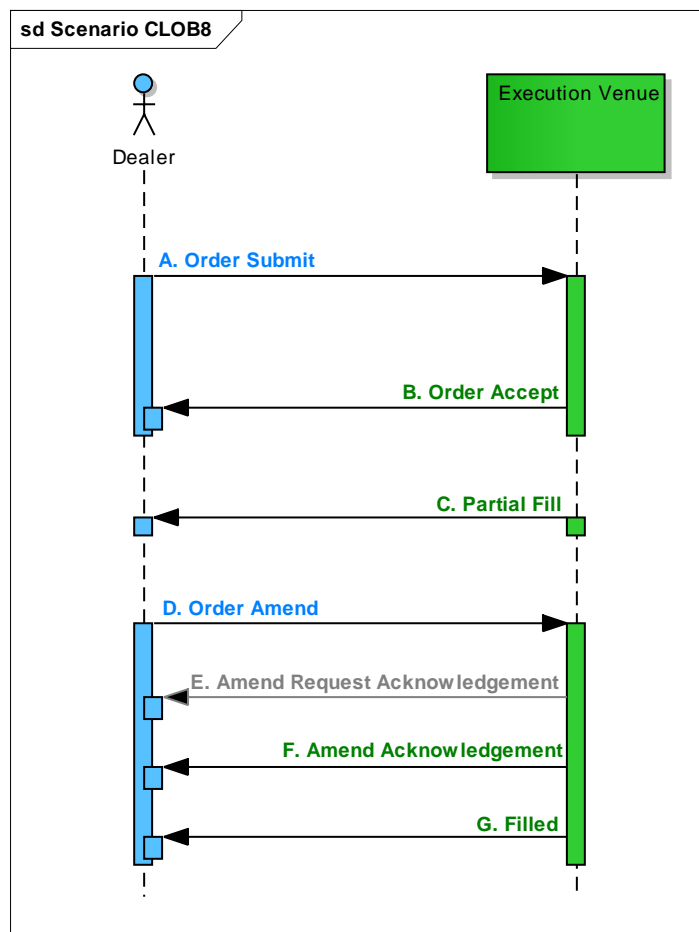 sd Scenario CLOB8
Execution Venue
Dealer
A. Order Submit
B. Order Accept
C. Partial Fill
D. Order Amend
E. Amend Request Acknowledgement
F. Amend Acknowledgement
G. Filled